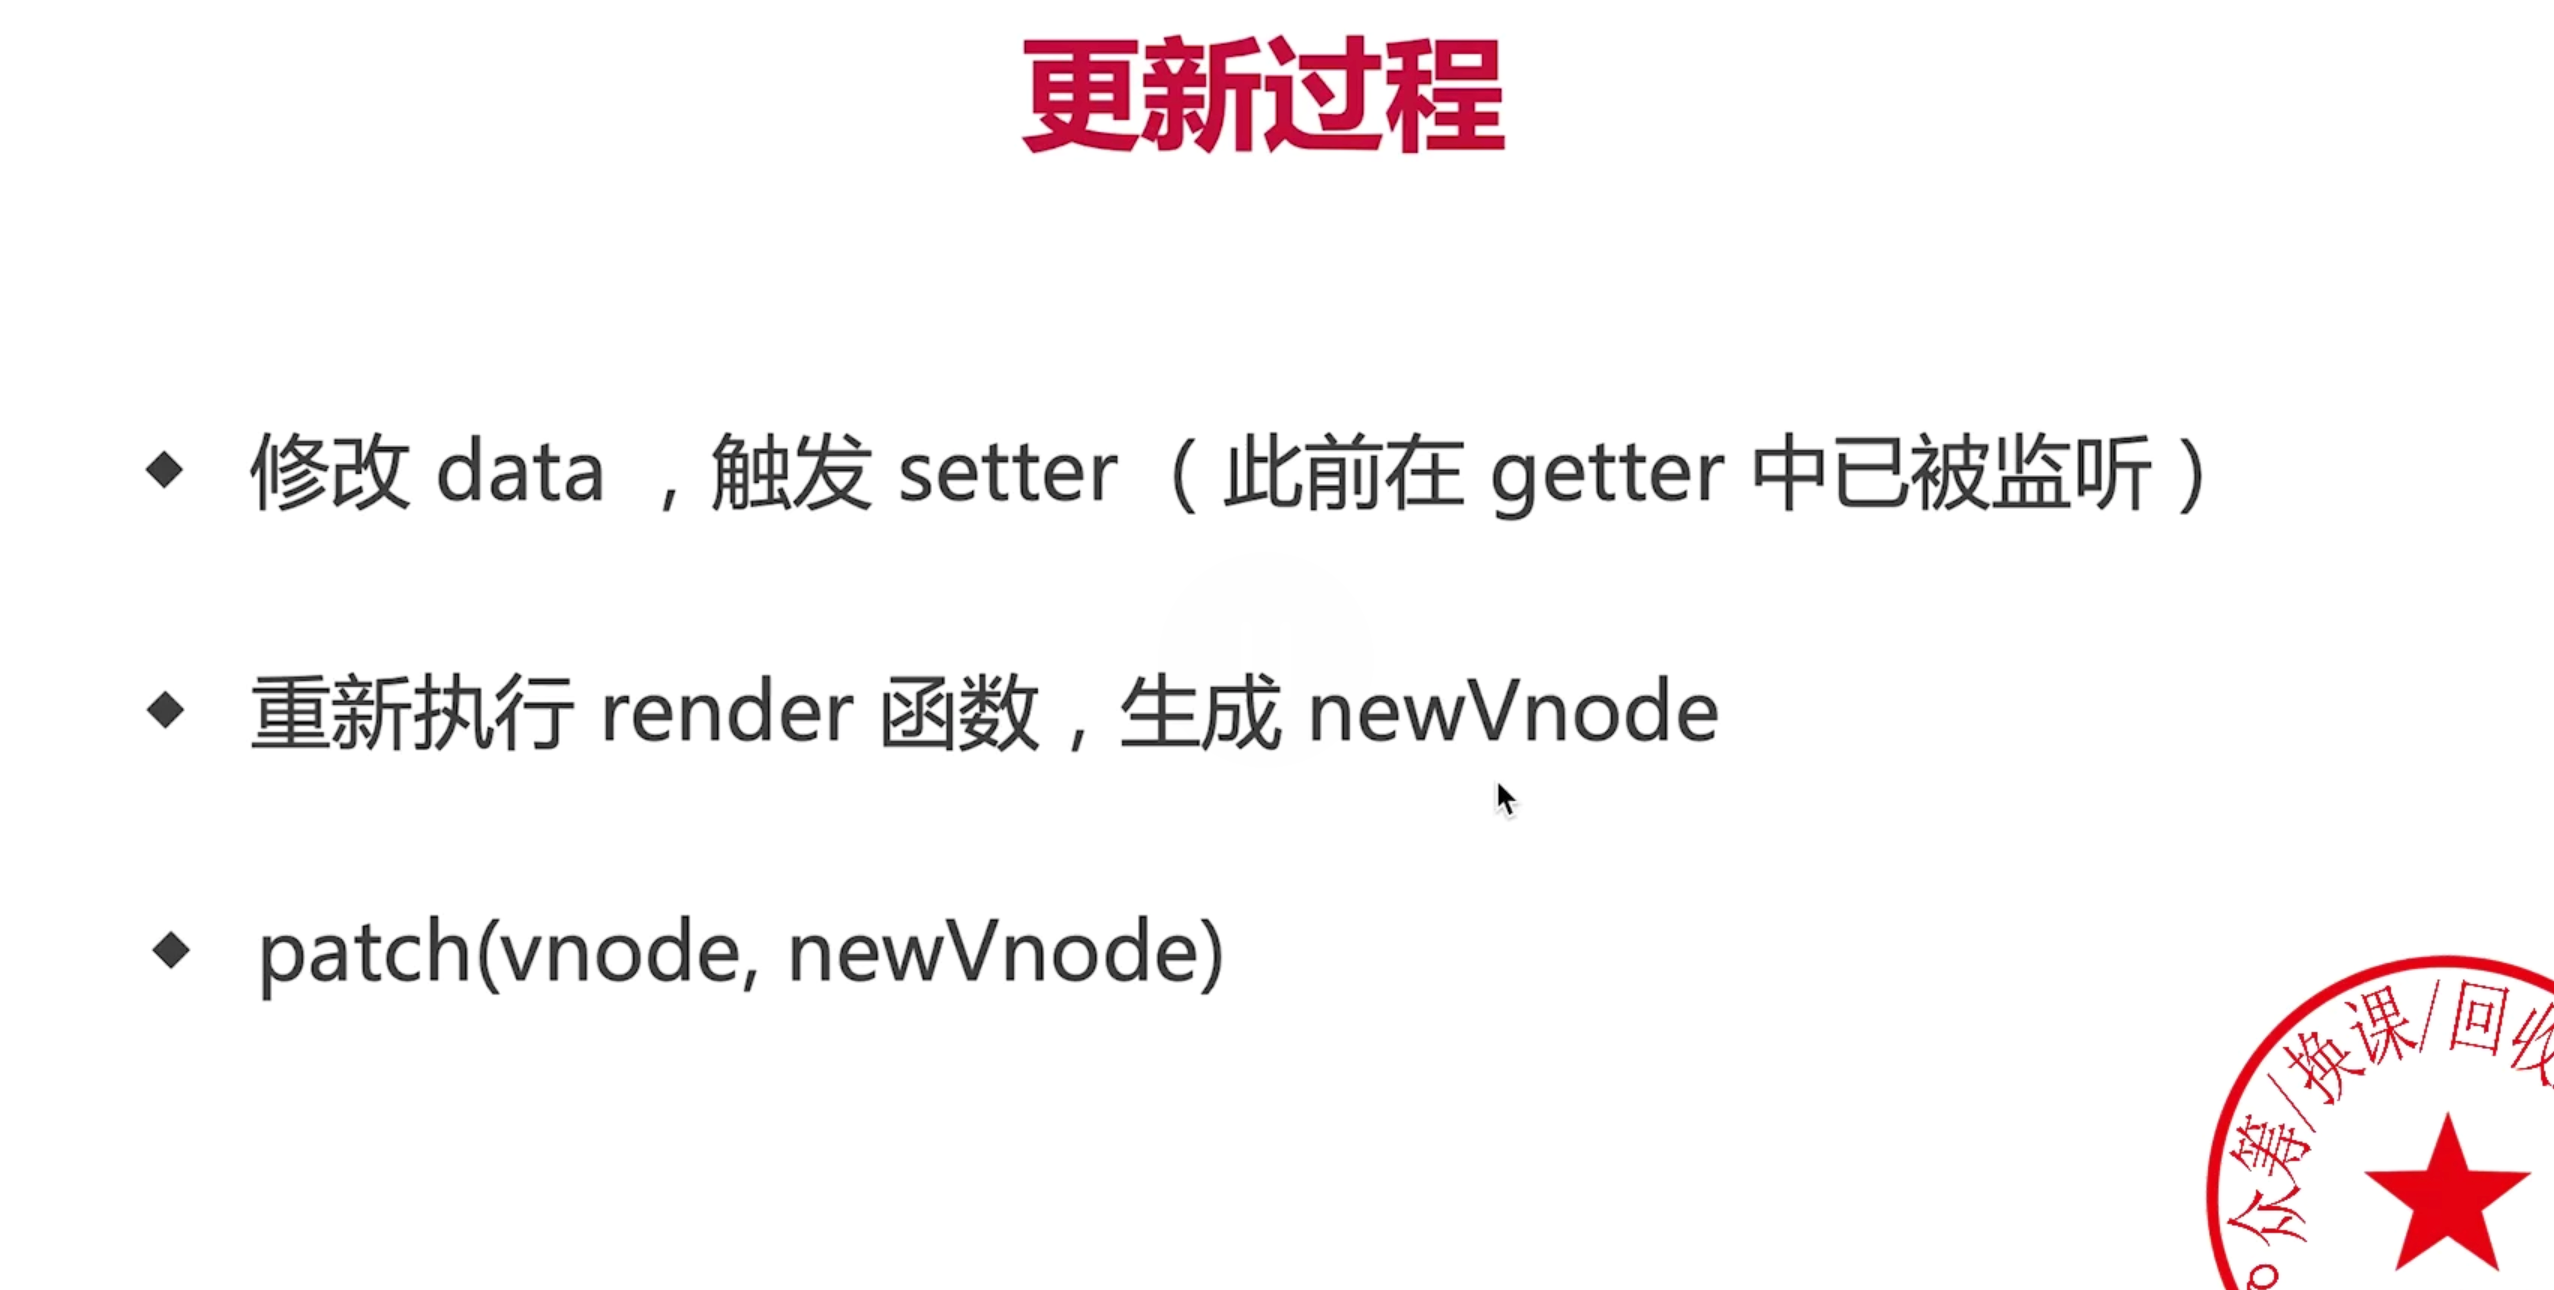 更新过程
修改 data ，触发 setter （此前在 getter 中已被监听）
重新执行 render 函数，生成 newVnode
patch(vnode, newVnode)
众筹/换课/回收